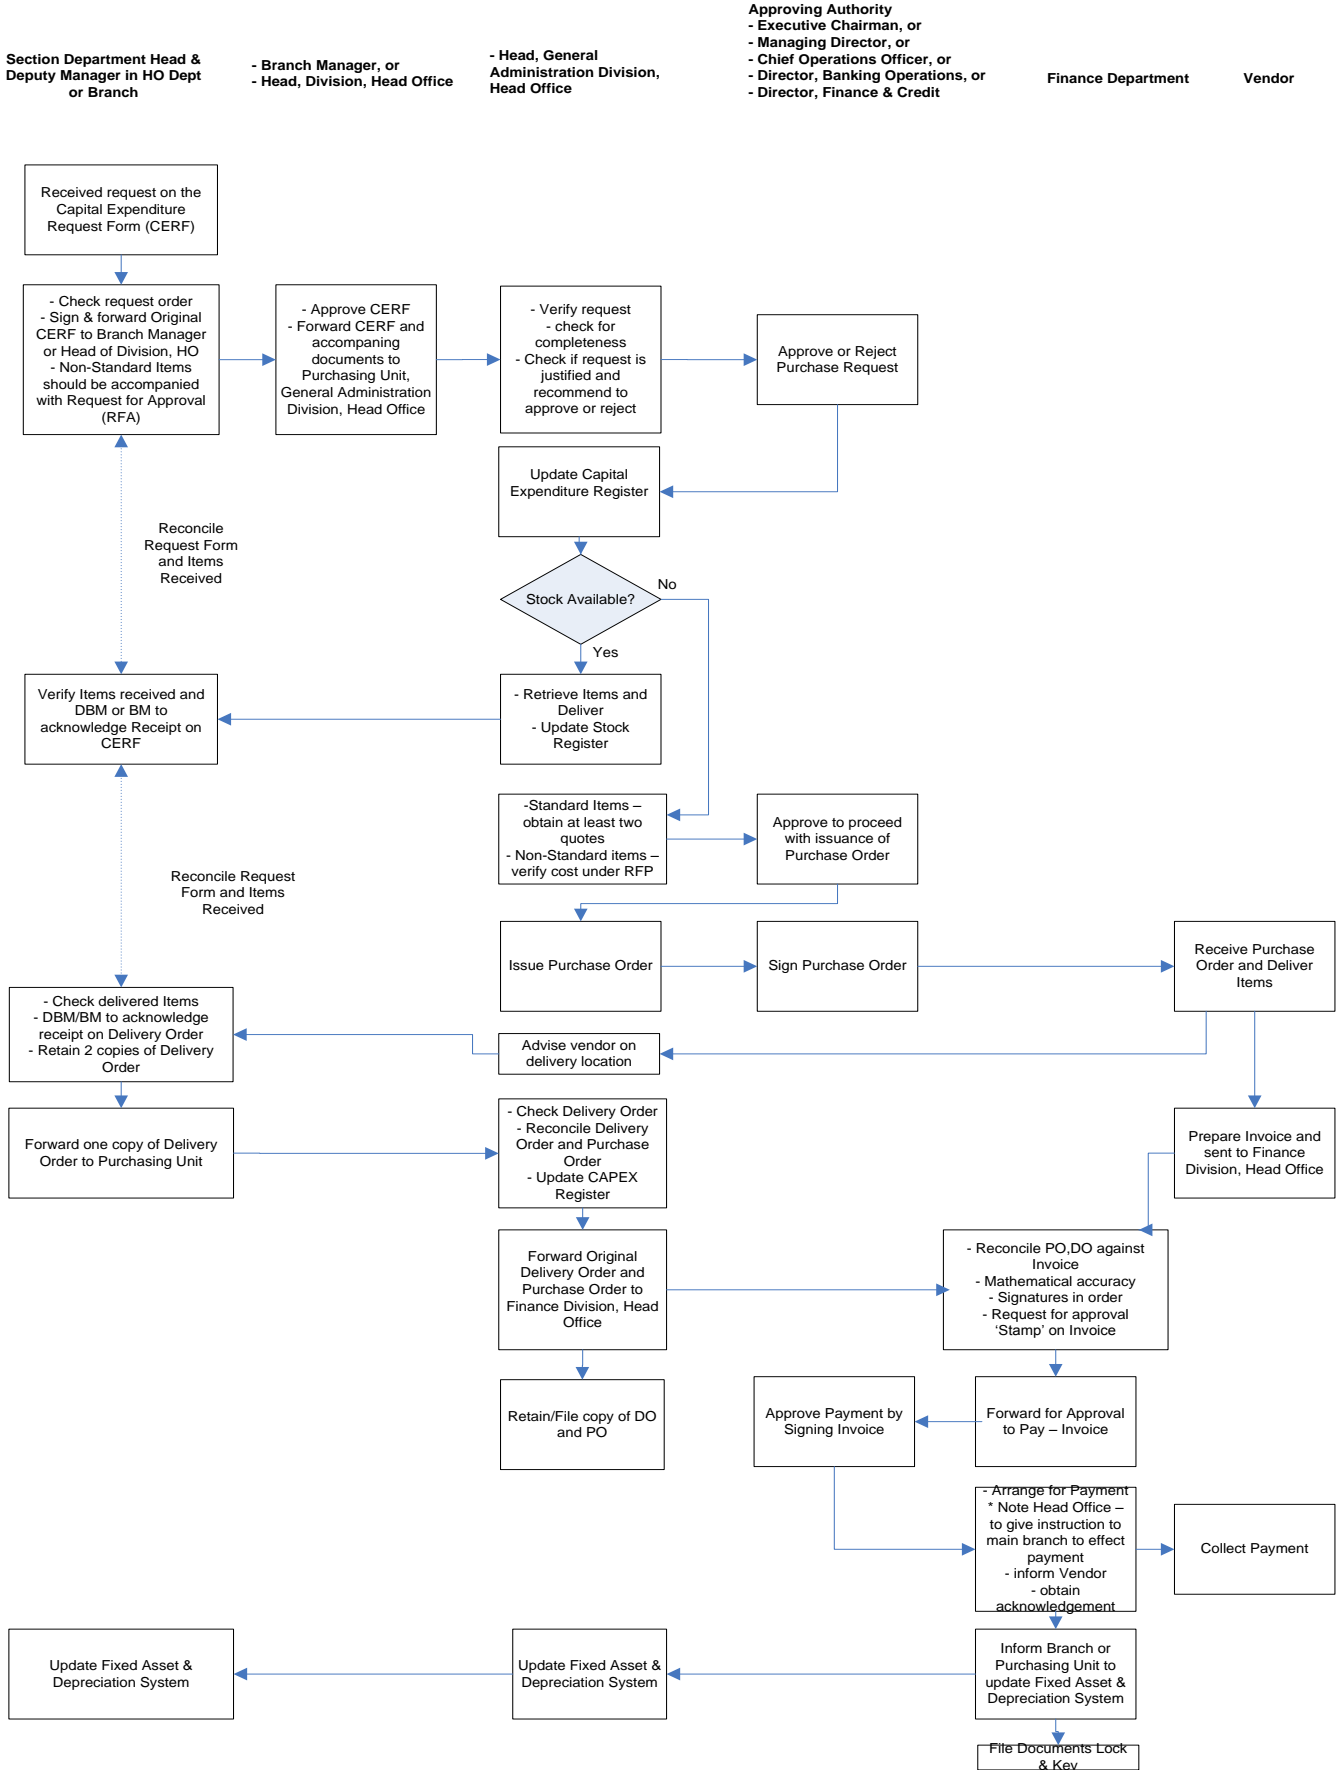 Section Department Head &
Deputy Manager in HO Dept
or Branch
- Branch Manager, or
- Head, Division, Head Office
- Head, General
Administration Division,
Head Office
Approving Authority
- Executive Chairman, or
- Managing Director, or
- Chief Operations Officer, or
- Director, Banking Operations, or
- Director, Finance & Credit
Finance Department
Vendor
Received request on the
Capital Expenditure
Request Form (CERF)
- Check request order
- Sign & forward Original
CERF to Branch Manager
or Head of Division, HO
- Non-Standard Items
should be accompanied
with Request for Approval
(RFA)
- Approve CERF
- Forward CERF and
accompaning
documents to
Purchasing Unit,
General Administration
Division, Head Office
- Verify request
- check for
completeness
- Check if request is
justified and
recommend to
approve or reject
Approve or Reject
Purchase Request
Update Capital
Expenditure Register
Reconcile
Request Form
and Items
Received
Stock Available?
No
Yes
Verify Items received and
DBM or BM to
acknowledge Receipt on
CERF
- Retrieve Items and
Deliver
- Update Stock
Register
-Standard Items –
obtain at least two
quotes
- Non-Standard items –
verify cost under RFP
Approve to proceed
with issuance of
Purchase Order
Reconcile Request
Form and Items
Received
Issue Purchase Order
Sign Purchase Order
Receive Purchase
Order and Deliver
Items
- Check delivered Items
- DBM/BM to acknowledge
receipt on Delivery Order
- Retain 2 copies of Delivery
Order
Advise vendor on
delivery location
Forward one copy of Delivery
Order to Purchasing Unit
- Check Delivery Order
- Reconcile Delivery
Order and Purchase
Order
- Update CAPEX
Register
Prepare Invoice and
sent to Finance
Division, Head Office
Forward Original
Delivery Order and
Purchase Order to
Finance Division, Head
Office
- Reconcile PO,DO against
Invoice
- Mathematical accuracy
- Signatures in order
- Request for approval
‘Stamp’ on Invoice
Retain/File copy of DO
and PO
Approve Payment by
Signing Invoice
Forward for Approval
to Pay – Invoice
- Arrange for Payment
* Note Head Office –
to give instruction to
main branch to effect
payment
- inform Vendor
- obtain
acknowledgement
Collect Payment
Update Fixed Asset &
Depreciation System
Update Fixed Asset &
Depreciation System
Inform Branch or
Purchasing Unit to
update Fixed Asset &
Depreciation System
File Documents Lock
& Key